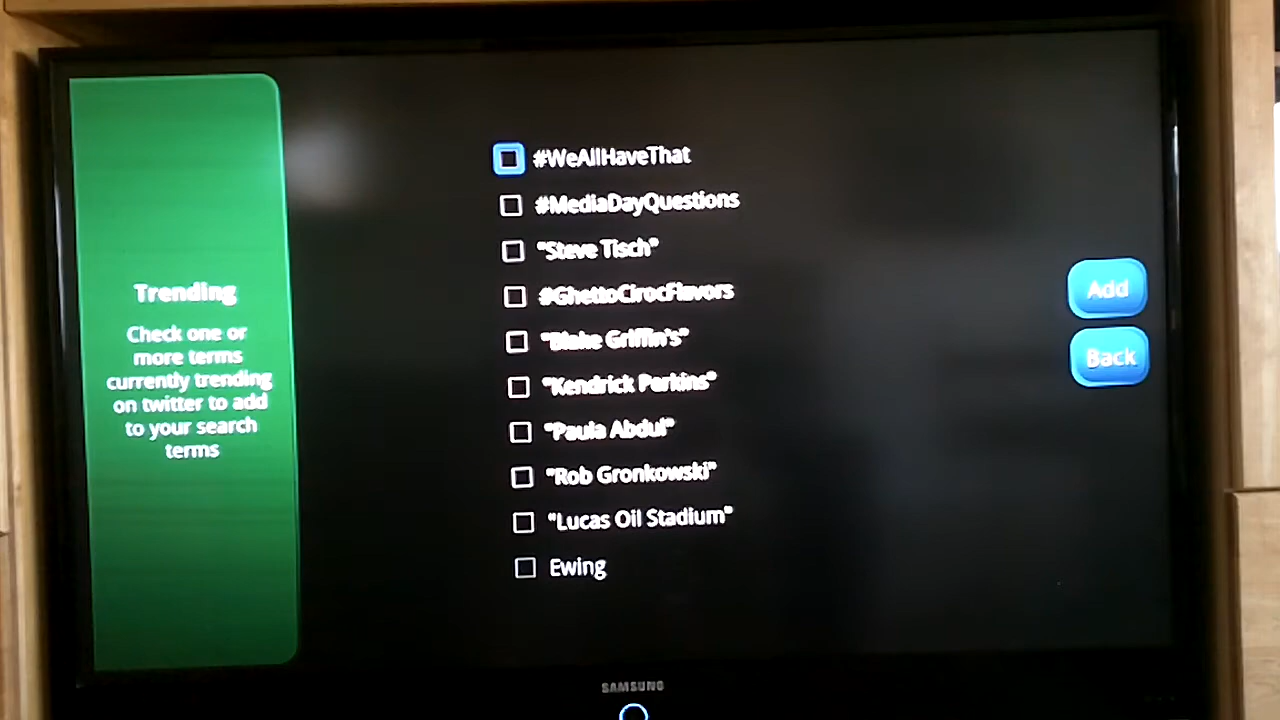 Trending
Check one or
more terms
currently trending
on twitter to add
to your search
terms
#WeAllHaveThat
#MediaDayQuestions
"Steve Tisch"
#GhettoCirocFlavors
"Blake Griffin's"
"Kendrick Perkins"
"Paula Abdul"
"Rob Gronkowski"
"Lucas Oil Stadium"
Ewing
Add
Back
SAMSUNG